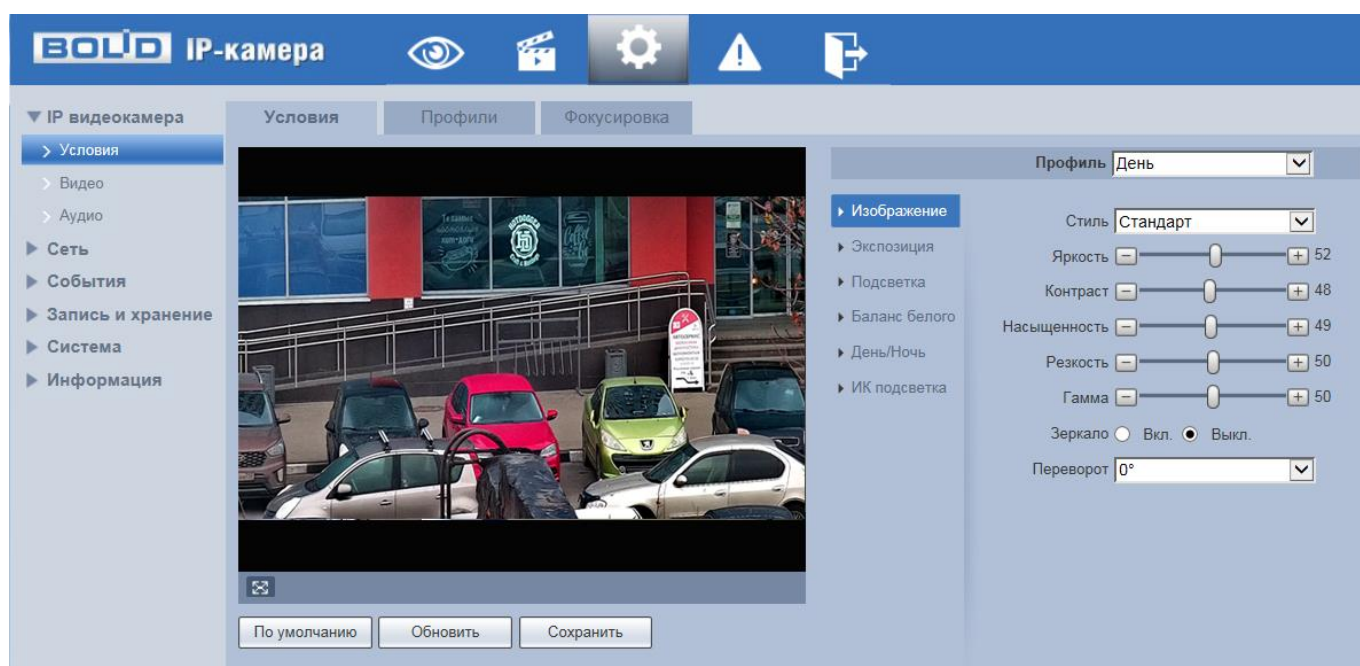 BOLID IP-камера
IP видеокамера
Условия
Видео
Аудио
Сеть
События
Запись и хранение
Система
Информация
Условия
Профили
Фокусировка
HOTDOGGER
По умолчанию
Обновить
Сохранить
Профиль День
Изображение
Экспозиция
Подсветка
Баланс белого
День/Ночь
ИК подсветка
Стиль Стандарт
Яркость 52
Контраст 48
Насыщенность 49
Резкость 50
Гамма 50
Зеркало Вкл. Выкл.
Переворот 0°